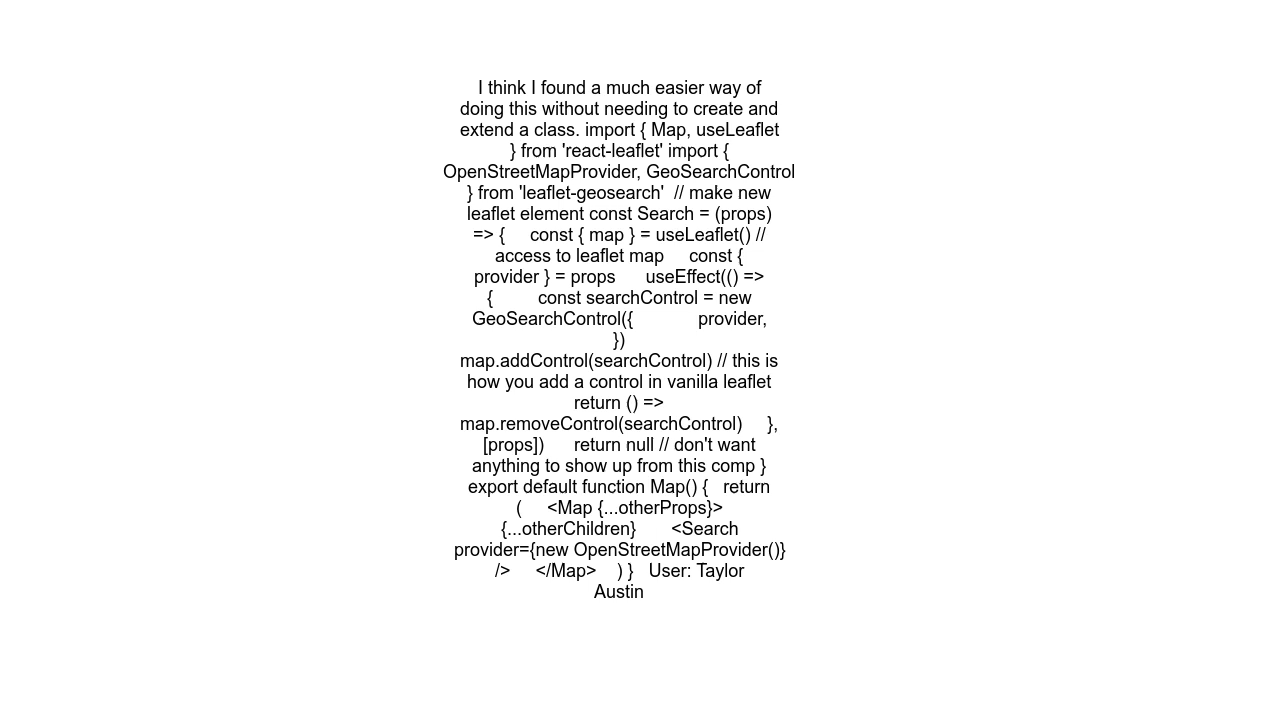 I think I found a much easier way of
doing this without needing to create and
extend a class. import { Map, useLeaflet
} from 'react-leaflet' import {
OpenStreetMapProvider, GeoSearchControl
} from 'leaflet-geosearch'  // make new
leaflet element const Search = (props)
=> {     const { map } = useLeaflet() //
access to leaflet map     const {
provider } = props      useEffect(() =>
{         const searchControl = new
GeoSearchControl({             provider,
})
map.addControl(searchControl) // this is
how you add a control in vanilla leaflet
return () =>
map.removeControl(searchControl)     },
[props])      return null // don't want
anything to show up from this comp }
export default function Map() {   return
(     <Map {...otherProps}>
{...otherChildren}       <Search
provider={new OpenStreetMapProvider()}
/>     </Map>    ) }   User: Taylor
Austin